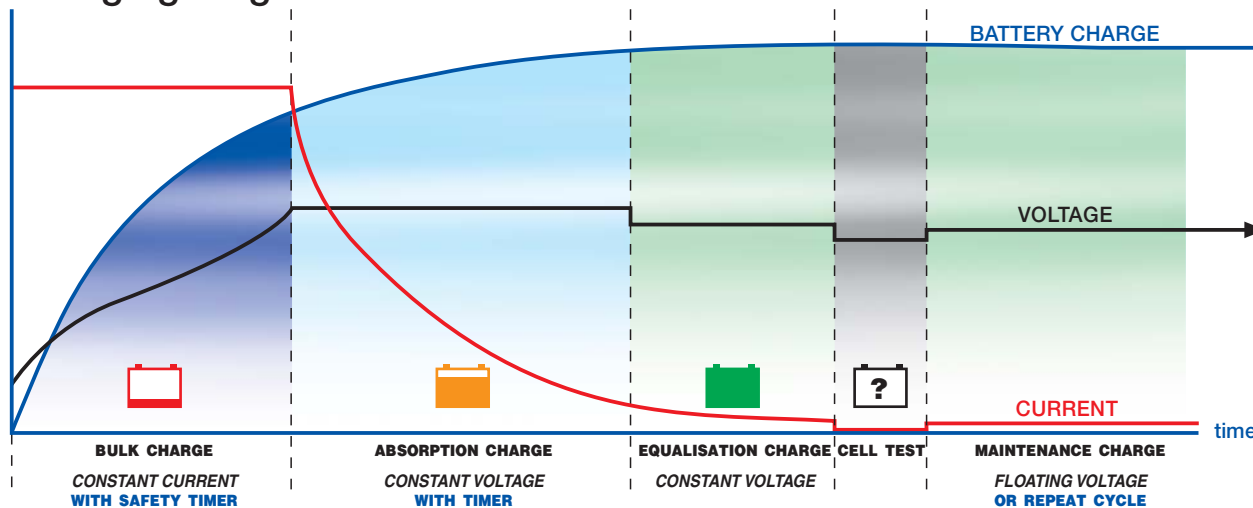 BATTERY CHARGE
VOLTAGE
?
CURRENT
time
BULK CHARGE
CONSTANT CURRENT
WITH SAFETY TIMER
ABSORPTION CHARGE
CONSTANT VOLTAGE
WITH TIMER
EQUALISATION CHARGE
CONSTANT VOLTAGE
CELL TEST
MAINTENANCE CHARGE
FLOATING VOLTAGE
OR REPEAT CYCLE